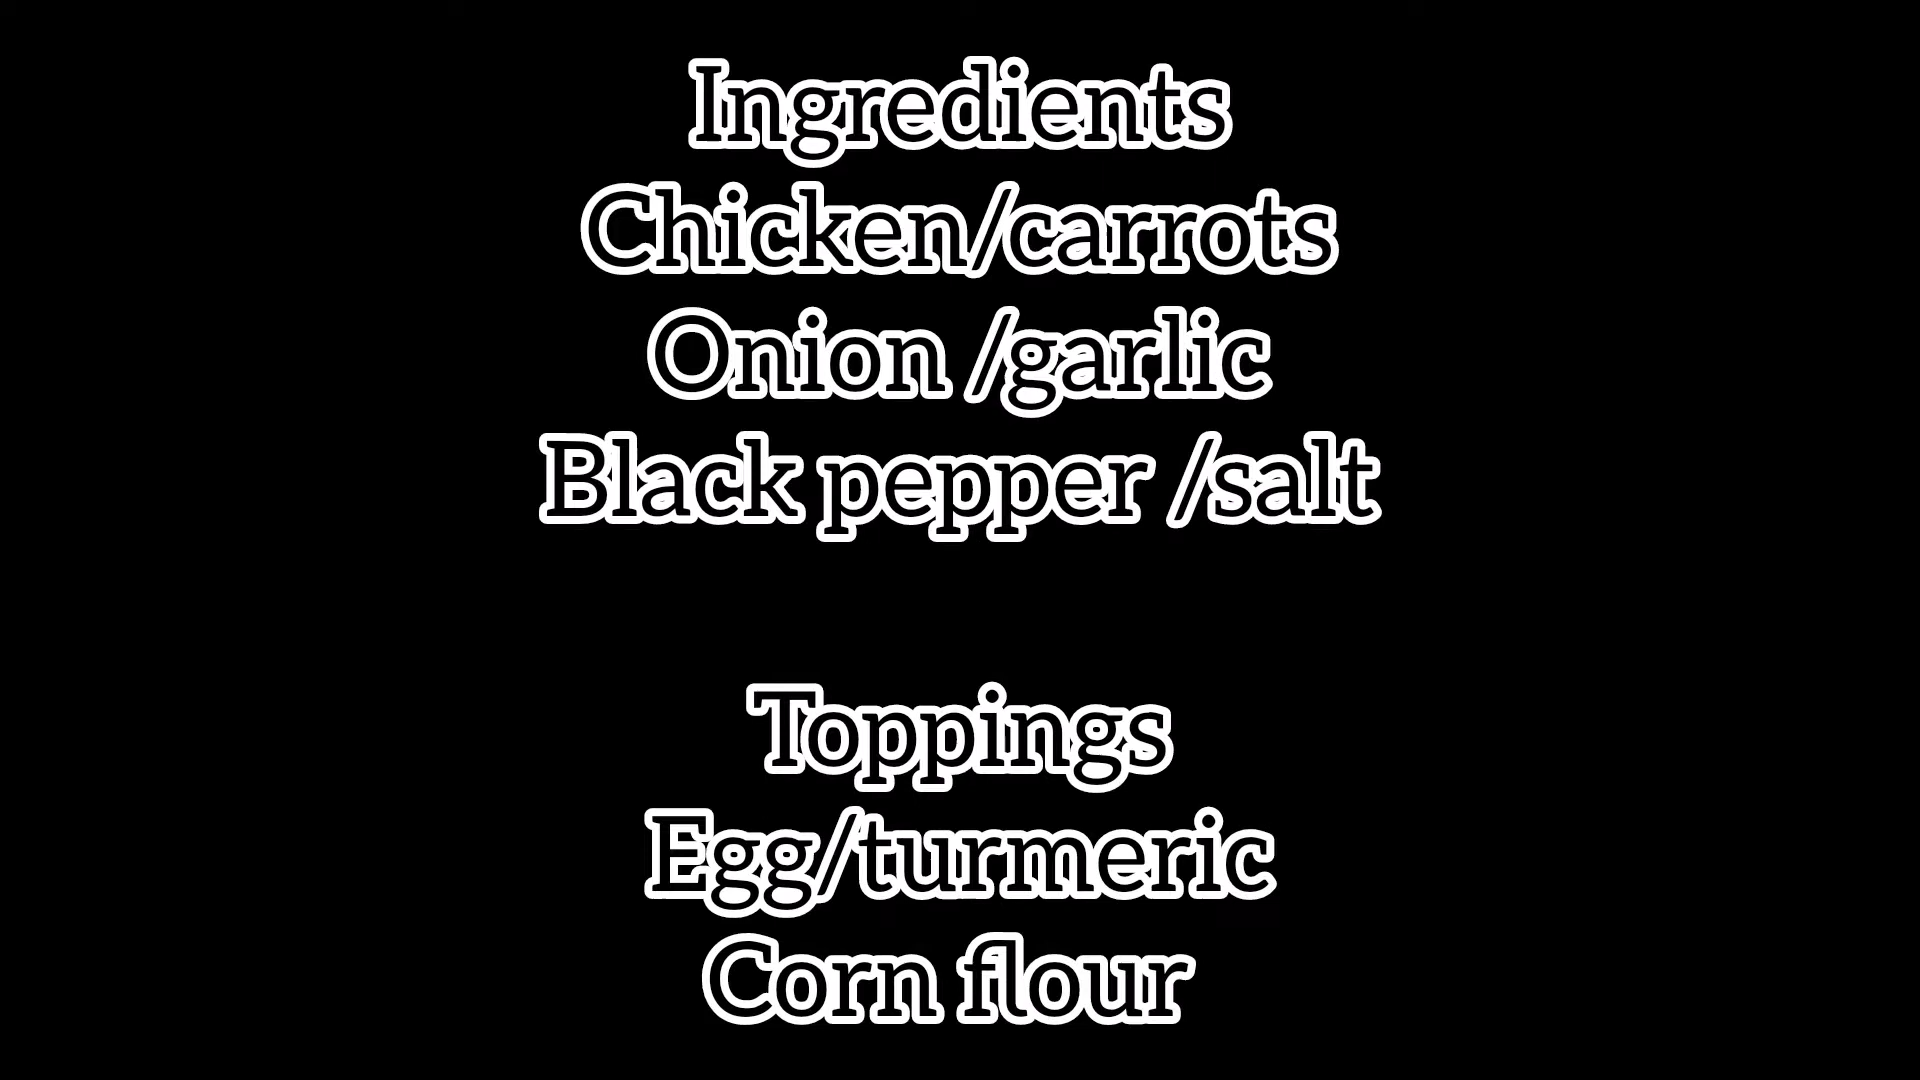 Ingredients
Chicken/carrots
Onion /garlic
Black pepper /salt
Toppings
Egg/turmeric
Corn flour